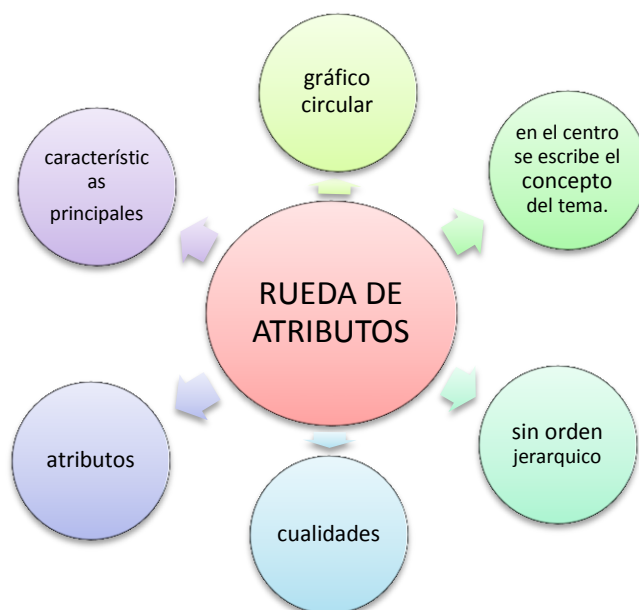 gráfico
circular
en el centro
se escribe el
concepto
del tema.
característic
as
principales
RUEDA DE
ATRIBUTOS
sin orden
jerarquico
atributos
cualidades